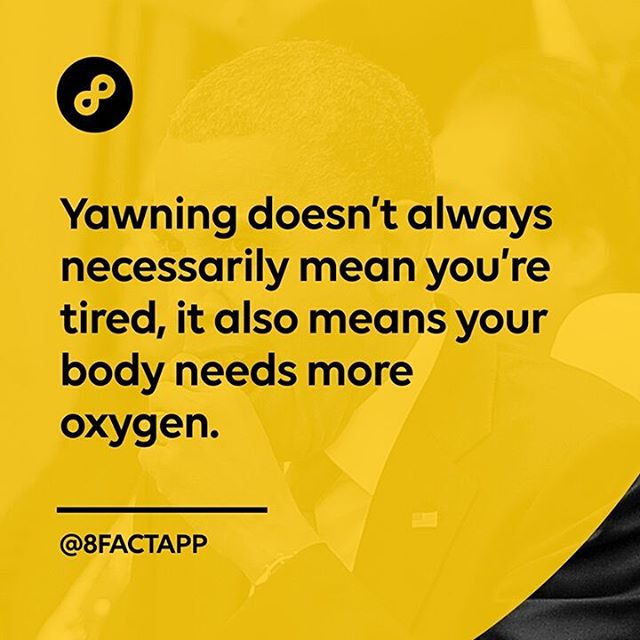 Yawning doesn't always
necessarily mean you're
tired, it also means your
body needs more
oxygen.
@8FACTAPP